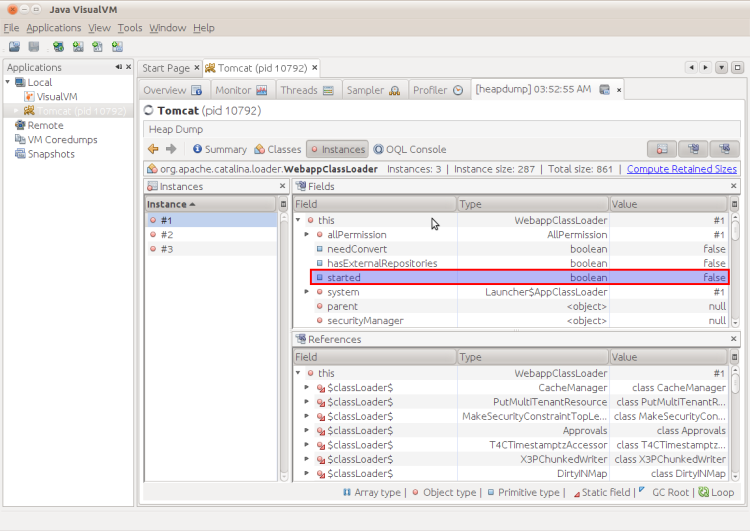 Java VisualVM
File Applications View Tools Window Help
Applications
Local
VisualVM
Tomcat (pid 10792)
Remote
VM Coredumps
Snapshots
Start Page × Tomcat (pid 10792) ×
Overview Monitor Threads Sampler Profiler [heapdump] 03:52:55 AM ×
Tomcat (pid 10792)
Heap Dump
Summary Classes Instances OQL Console
org.apache.catalina.loader.WebappClassLoader Instances: 3 | Instance size: 287 | Total size: 861 | Compute Retained Sizes
Instances ×
Instance
#1
#2
#3
Fields ×
Field Type Value
this WebappClassLoader #1
allPermission AllPermission #1
needConvert boolean false
hasExternalRepositories boolean false
started boolean false
system Launcher$AppClassLoader #1
parent <object> null
securityManager <object> null
References ×
Field Type Value
this WebappClassLoader #1
$classLoader$ CacheManager class CacheManager
$classLoader$ PutMultiTenantResource class PutMultiTenantR...
$classLoader$ MakeSecurityConstraintTopLe... class MakeSecurityCon...
$classLoader$ Approvals class Approvals
$classLoader$ T4CTimestamptzAccessor class T4CTimestamptz...
$classLoader$ X3PChunkedWriter class X3PChunkedWriter
$classLoader$ DirtyINMap class DirtyINMap
Array type | Object type | Primitive type | Static field | GC Root | Loop